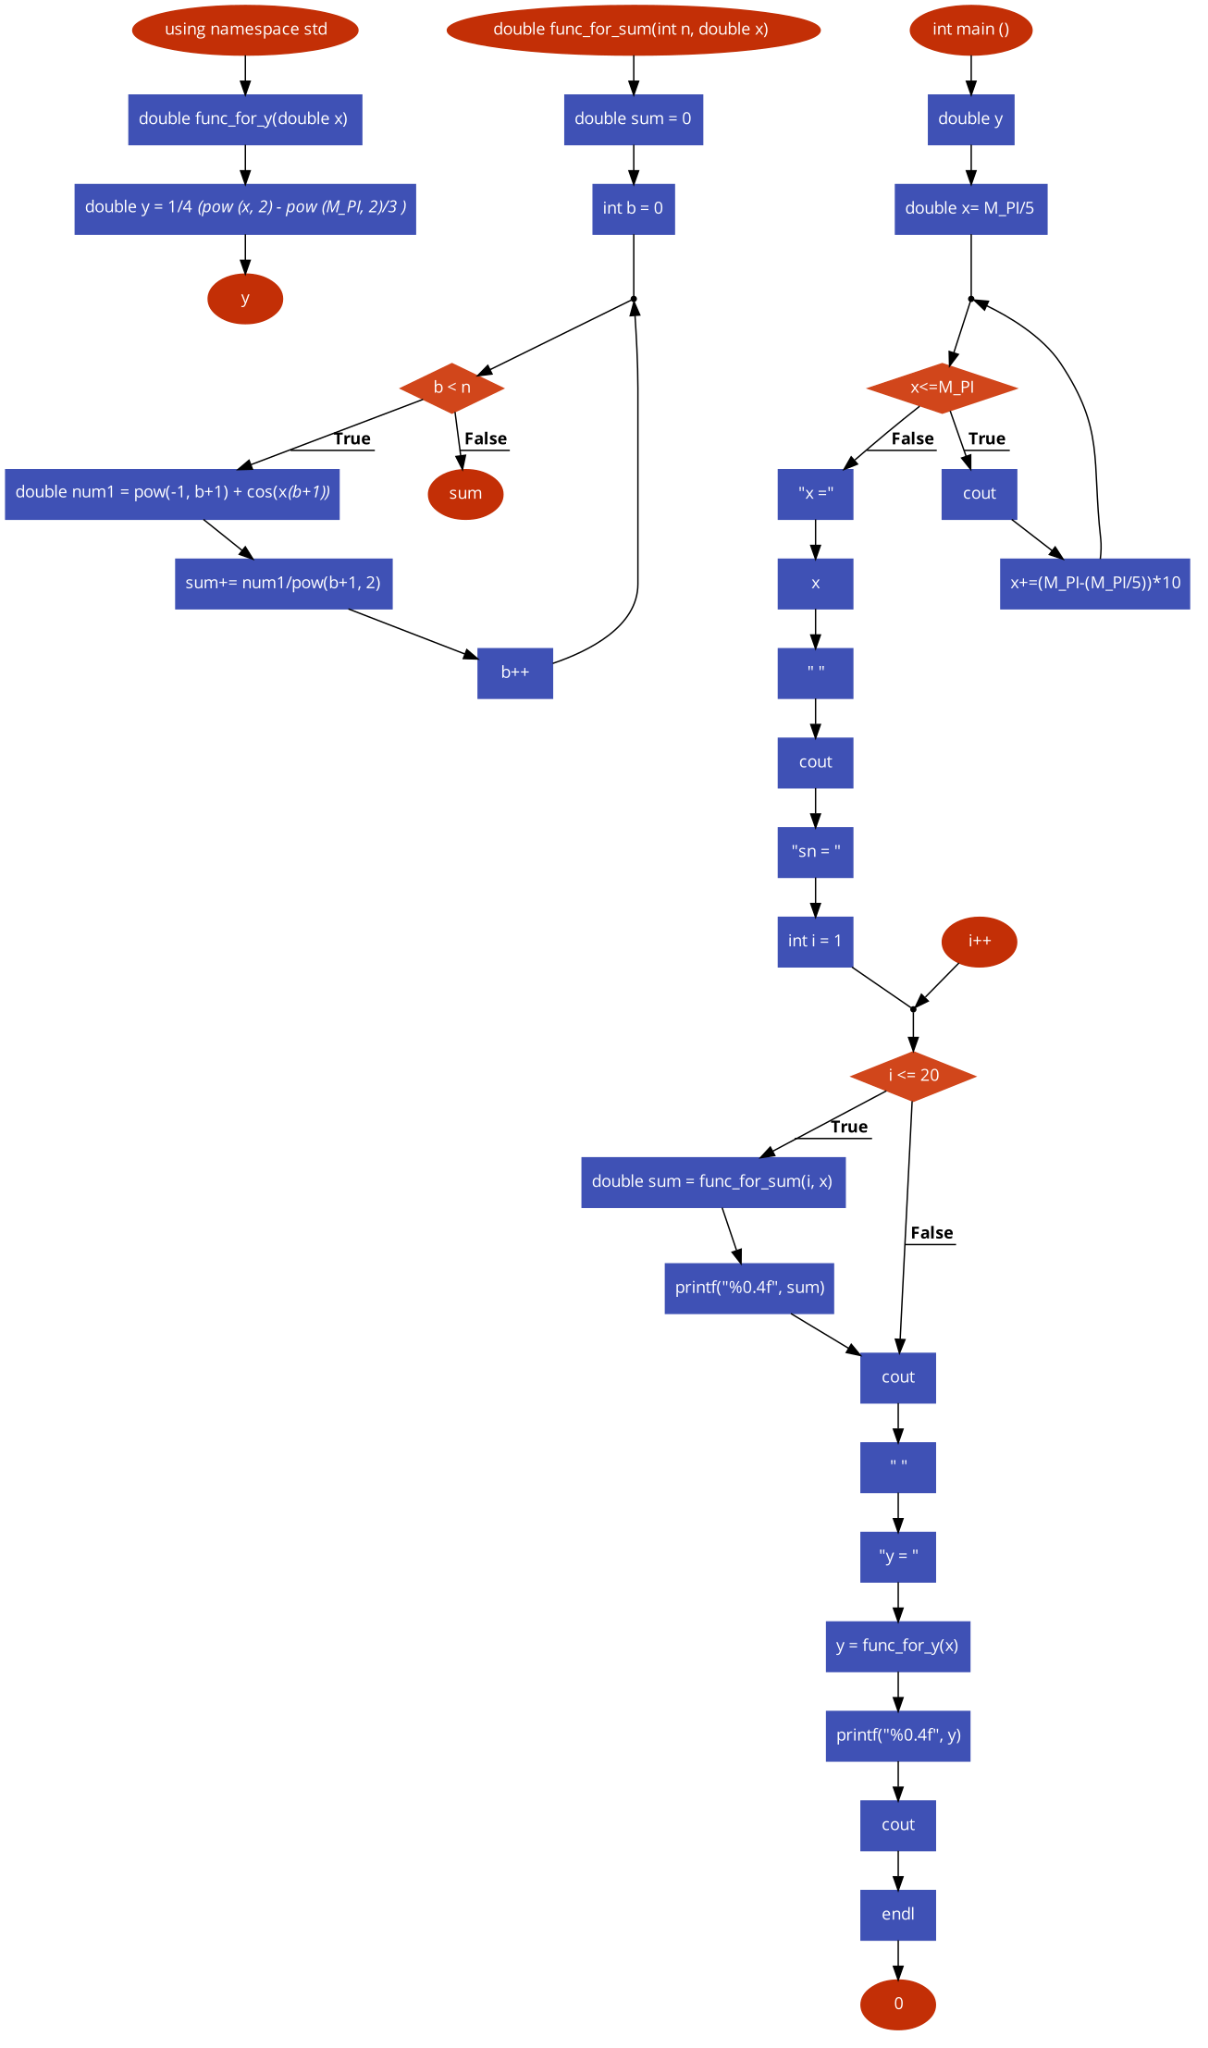 using namespace std
double func_for_y(double x)
double y = 1/4 (pow (x, 2) - pow (M_PI, 2)/3 )
y
double func_for_sum(int n, double x)
double sum = 0
int b = 0
b < n
True
False
double num1 = pow(-1, b+1) + cos(x(b+1))
sum
sum+= num1/pow(b+1, 2)
b++
int main ()
double y
double x= M_PI/5
x<=M_PI
False
True
"x ="
cout
x
x+=(M_PI-(M_PI/5))*10
" "
cout
"sn = "
int i = 1
i++
i <= 20
True
double sum = func_for_sum(i, x)
False
printf("%0.4f", sum)
cout
" "
"y = "
y = func_for_y(x)
printf("%0.4f", y)
cout
endl
0